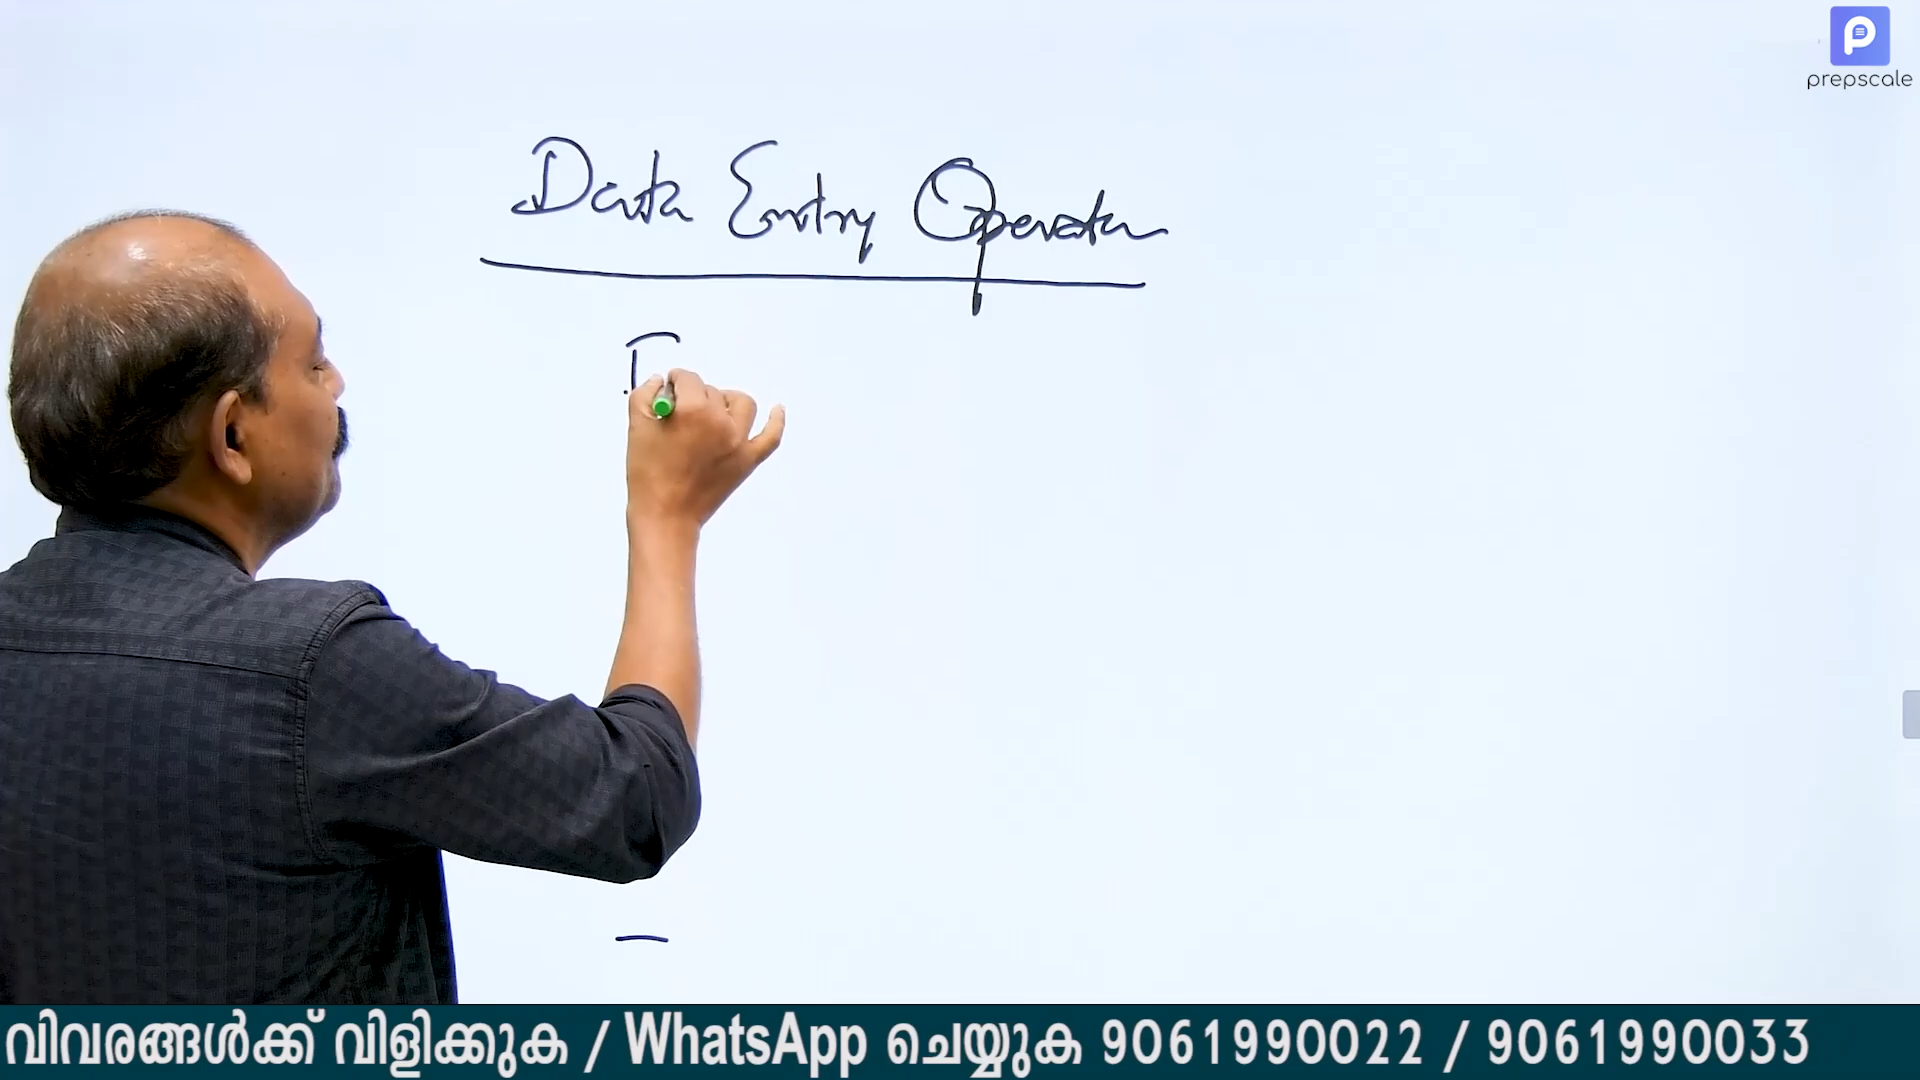 prepscale
Data Entry Operator
വിവരങ്ങൾക്ക് വിളിക്കുക / WhatsApp ചെയ്യുക 9061990022 / 9061990033